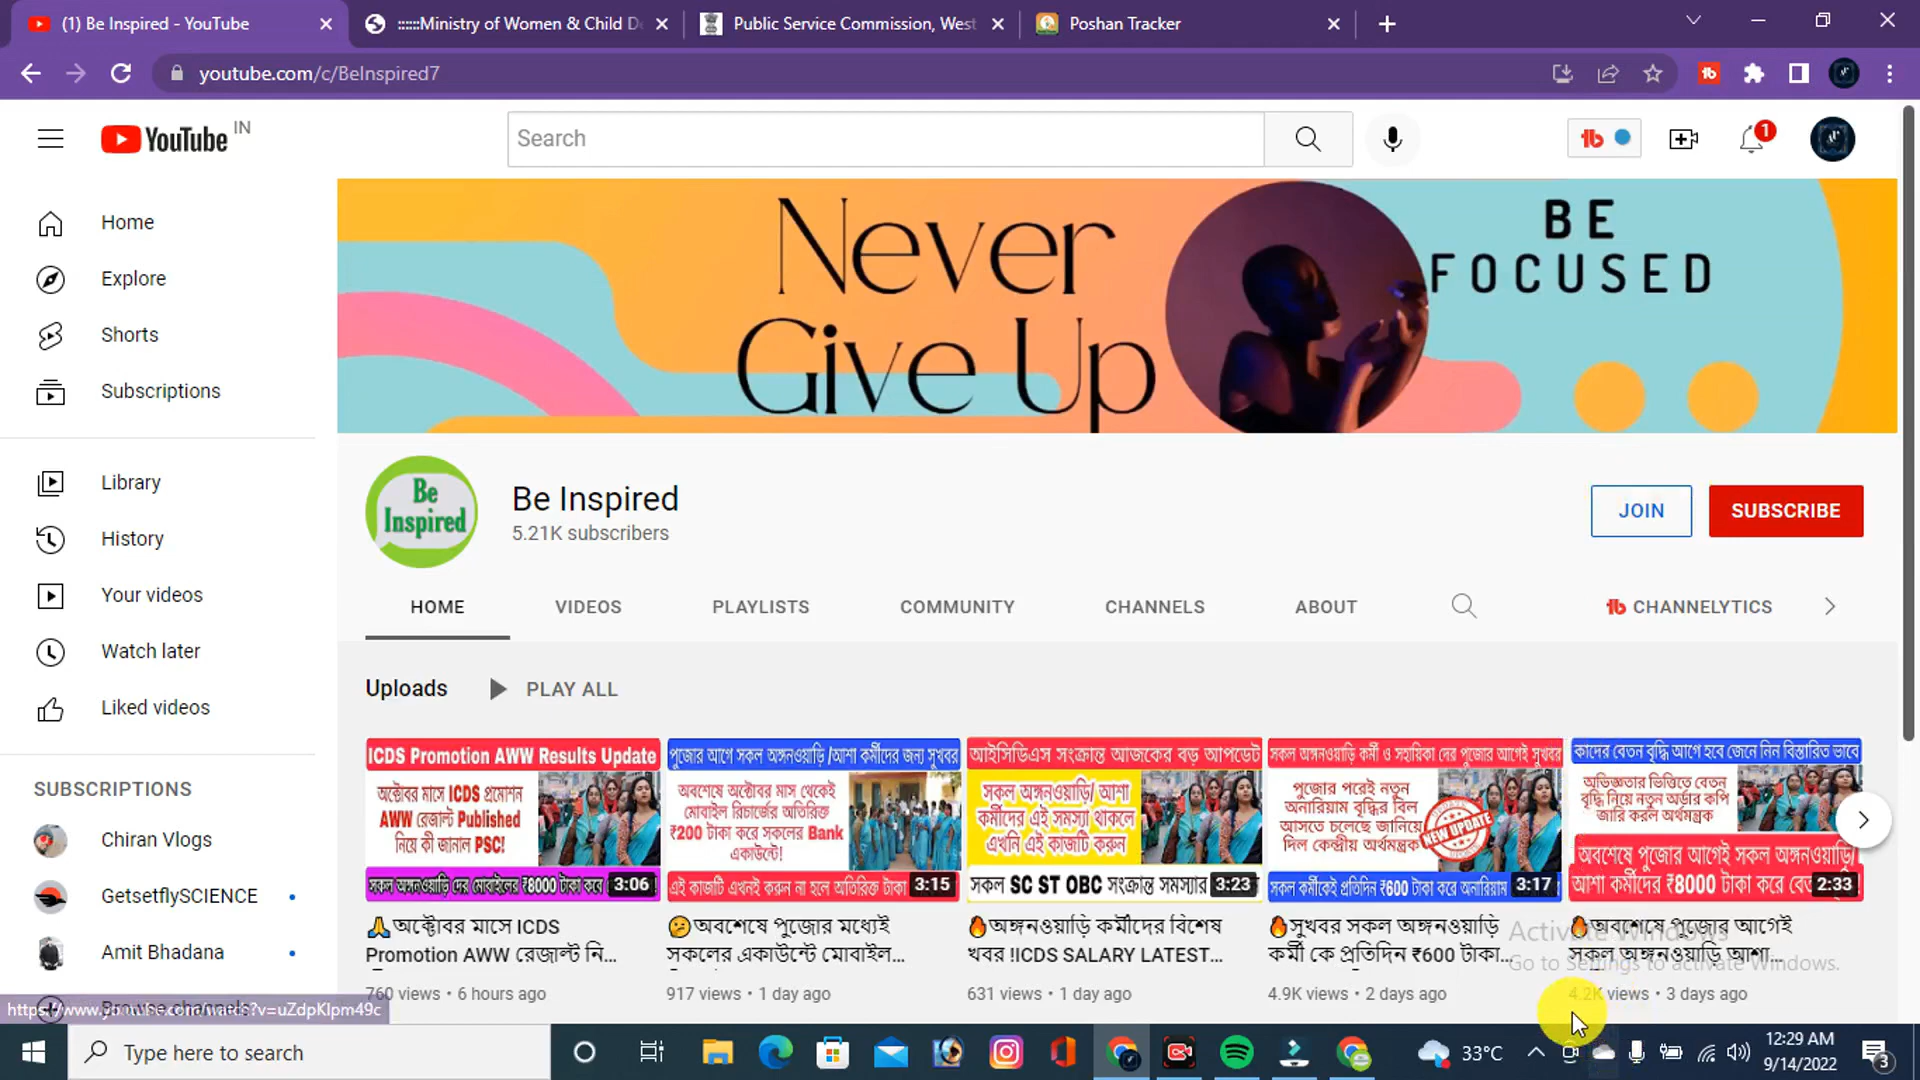 (1) Be Inspired - YouTube
::::::Ministry of Women & Child De
Public Service Commission, West
Poshan Tracker
youtube.com/c/BeInspired7
YouTube IN
Search
1
Home
Explore
Shorts
Subscriptions
Library
History
Your videos
Watch later
Liked videos
SUBSCRIPTIONS
Chiran Vlogs
GetsetflySCIENCE
Amit Bhadana
Never
Give Up
BE
FOCUSED
Be
Inspired
Be Inspired
5.21K subscribers
JOIN
SUBSCRIBE
HOME
VIDEOS
PLAYLISTS
COMMUNITY
CHANNELS
ABOUT
CHANNELYTICS
Uploads
PLAY ALL
ICDS Promotion AWW Results Update
অক্টোবর মাসে ICDS প্রমোশন
AWW রেজাল্ট Published
নিয়ে কী জানাল PSC!
সকল অঙ্গনওয়াড়ি দের মোবাইলের ₹8000 টাকা কবে
3:06
🙏অক্টোবর মাসে ICDS
Promotion AWW রেজাল্ট নি...
760 views • 6 hours ago
পুজোর আগে সকল অঙ্গনওয়াড়ি /আশা কর্মীদের জন্য সুখবর
অবশেষে অক্টোবর মাস থেকেই
মোবাইল রিচার্জের অতিরিক্ত
₹200 টাকা করে সকলের Bank
একাউন্টে!
এই কাজটি এখনই করুন না হলে অতিরিক্ত টাকা
3:15
🤔অবশেষে পুজোর মধ্যেই
সকলের একাউন্টে মোবাইল...
917 views • 1 day ago
আইসিডিএস সংক্রান্ত আজকের বড় আপডেট
সকল অঙ্গনওয়াড়ি/ আশা
কর্মীদের এই সমস্যা থাকলে
এখনি এই কাজটি করুন
সকল SC ST OBC সংক্রান্ত সমস্যার
3:23
🔥অঙ্গনওয়াড়ি কর্মীদের বিশেষ
খবর !ICDS SALARY LATEST...
631 views • 1 day ago
সকল অঙ্গনওয়াড়ি কর্মী ও সহায়িকা দের পুজোর আগেই সুখবর
পুজোর পরেই নতুন
অনারিয়াম বৃদ্ধির বিল
আসতে চলেছে জানিয়ে
দিল কেন্দ্রীয় অর্থমন্ত্রক
NEW UPDATE
সকল কর্মীকেই প্রতিদিন ₹600 টাকা করে অনারিয়াম
3:17
🔥সুখবর সকল অঙ্গনওয়াড়ি
কর্মী কে প্রতিদিন ₹600 টাকা...
4.9K views • 2 days ago
কাদের বেতন বৃদ্ধি আগে হবে জেনে নিন বিস্তারিত ভাবে
অভিজ্ঞতার ভিত্তিতে বেতন
বৃদ্ধি নিয়ে নতুন অর্ডার কপি
জারি করল অর্থমন্ত্রক
অবশেষে পুজোর আগেই সকল অঙ্গনওয়াড়ি/
আশা কর্মীদের ₹8000 টাকা করে
2:33
🔥অবশেষে পুজোর আগেই
সকল অঙ্গনওয়াড়ি আশা...
4.2K views • 3 days ago
Activate Windows
Go to Settings to activate Windows.
https://www.youtube.com/watch?v=uZdpKlpm49c
Type here to search
33°C
12:29 AM
9/14/2022
3